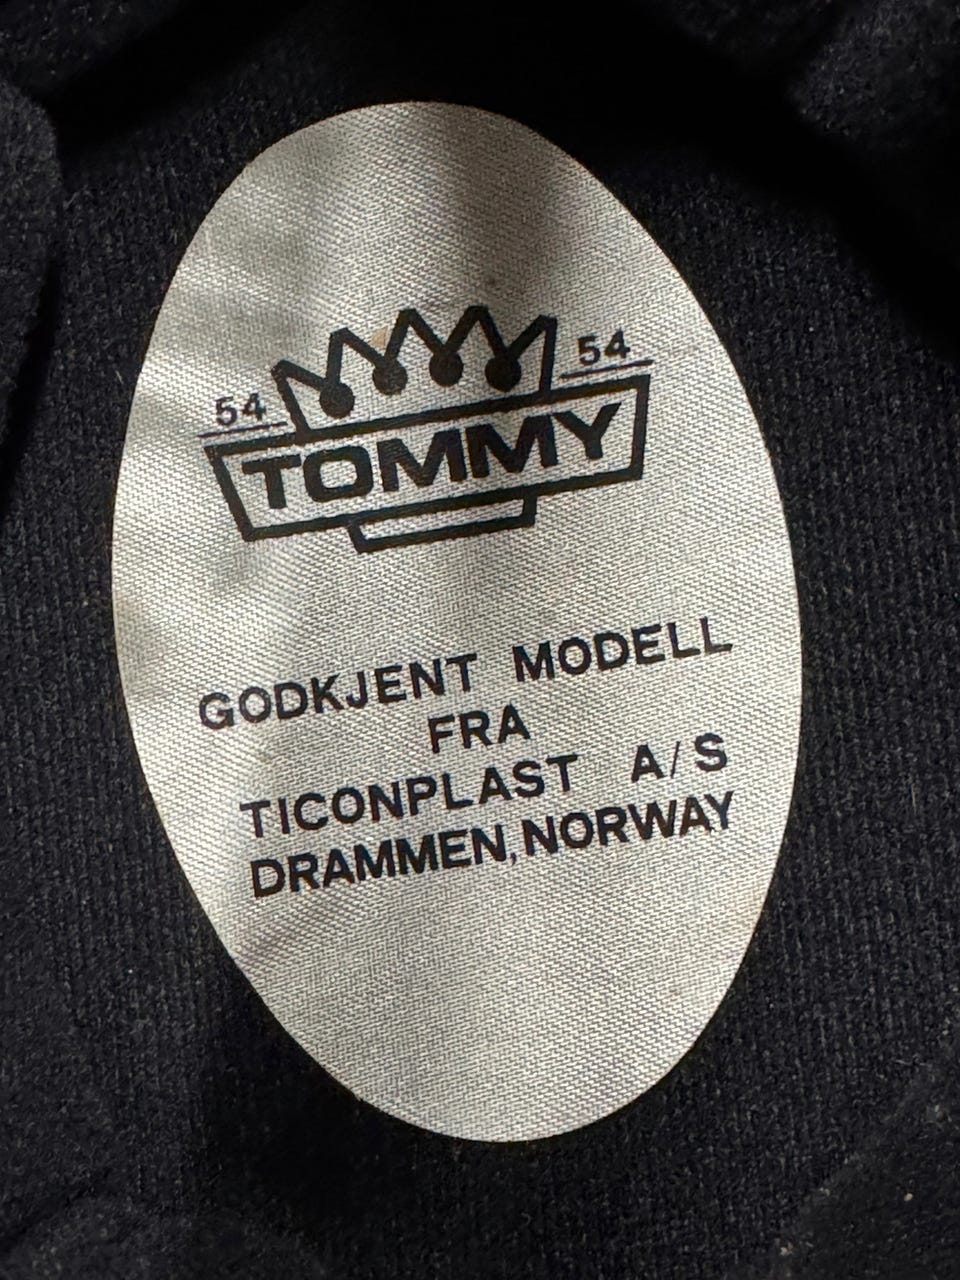 54 54
TOMMY
GODKJENT MODELL
FRA
TICONPLAST A/S
DRAMMEN, NORWAY